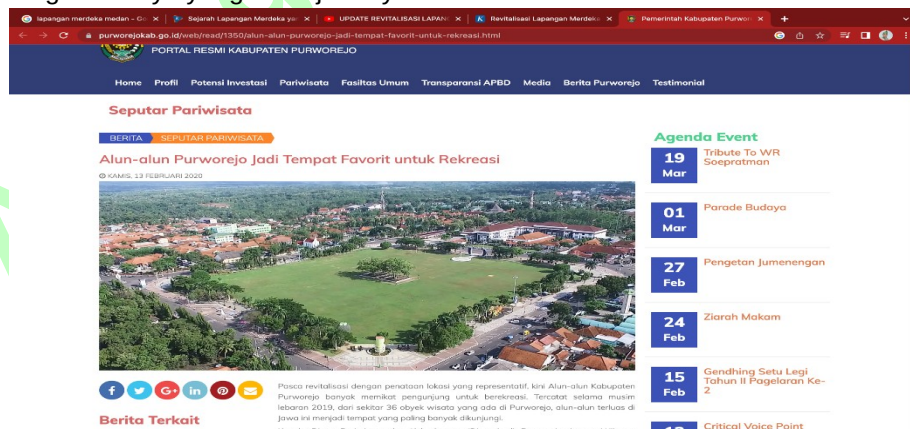 lapangan merdeka medan - Go
Sejarah Lapangan Merdeka ya
UPDATE REVITALISASI LAPAN
Revitalisasi Lapangan Merdeka
Pemerintah Kabupaten Purwor
purworejokab.go.id/web/read/1350/alun-alun-purworejo-jadi-tempat-favorit-untuk-rekreasi.html
PORTAL RESMI KABUPATEN PURWOREJO
Home Profil Potensi Investasi Pariwisata Fasiltas Umum Transparansi APBD Media Berita Purworejo Testimonial
Seputar Pariwisata
BERITA SEPUTAR PARIWISATA
Alun-alun Purworejo Jadi Tempat Favorit untuk Rekreasi
KAMIS, 13 FEBRUARI 2020
Pasca revitalisasi dengan penataan lokasi yang representatif, kini Alun-alun Kabupaten
Purworejo banyak memikat pengunjung untuk berekreasi. Tercatat selama musim
lebaran 2019, dari sekitar 36 obyek wisata yang ada di Purworejo, alun-alun terluas di
Jawa ini menjadi tempat yang paling banyak dikunjungi.
Berita Terkait
Agenda Event
19 Mar
Tribute To WR
Soepratman
01 Mar
Parade Budaya
27 Feb
Pengetan Jumenengan
24 Feb
Ziarah Makam
15 Feb
Gendhing Setu Legi
Tahun II Pagelaran Ke-
2
Critical Voice Point